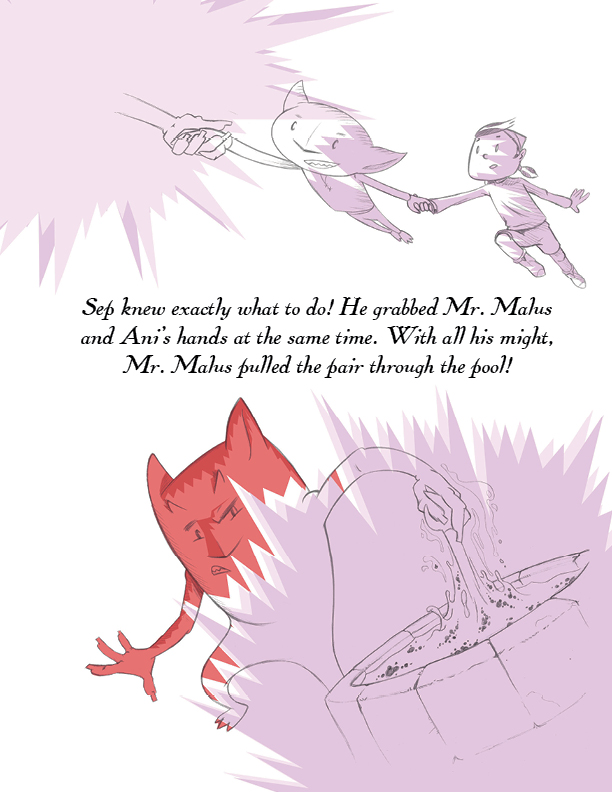 Sep knew exactly what to do! He grabbed Mr. Malus
and Ani's hands at the same time. With all his might,
Mr. Malus pulled the pair through the pool!